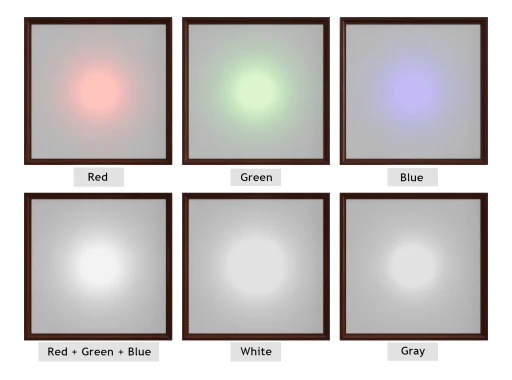 Red
Green
Blue
Red + Green + Blue
White
Gray